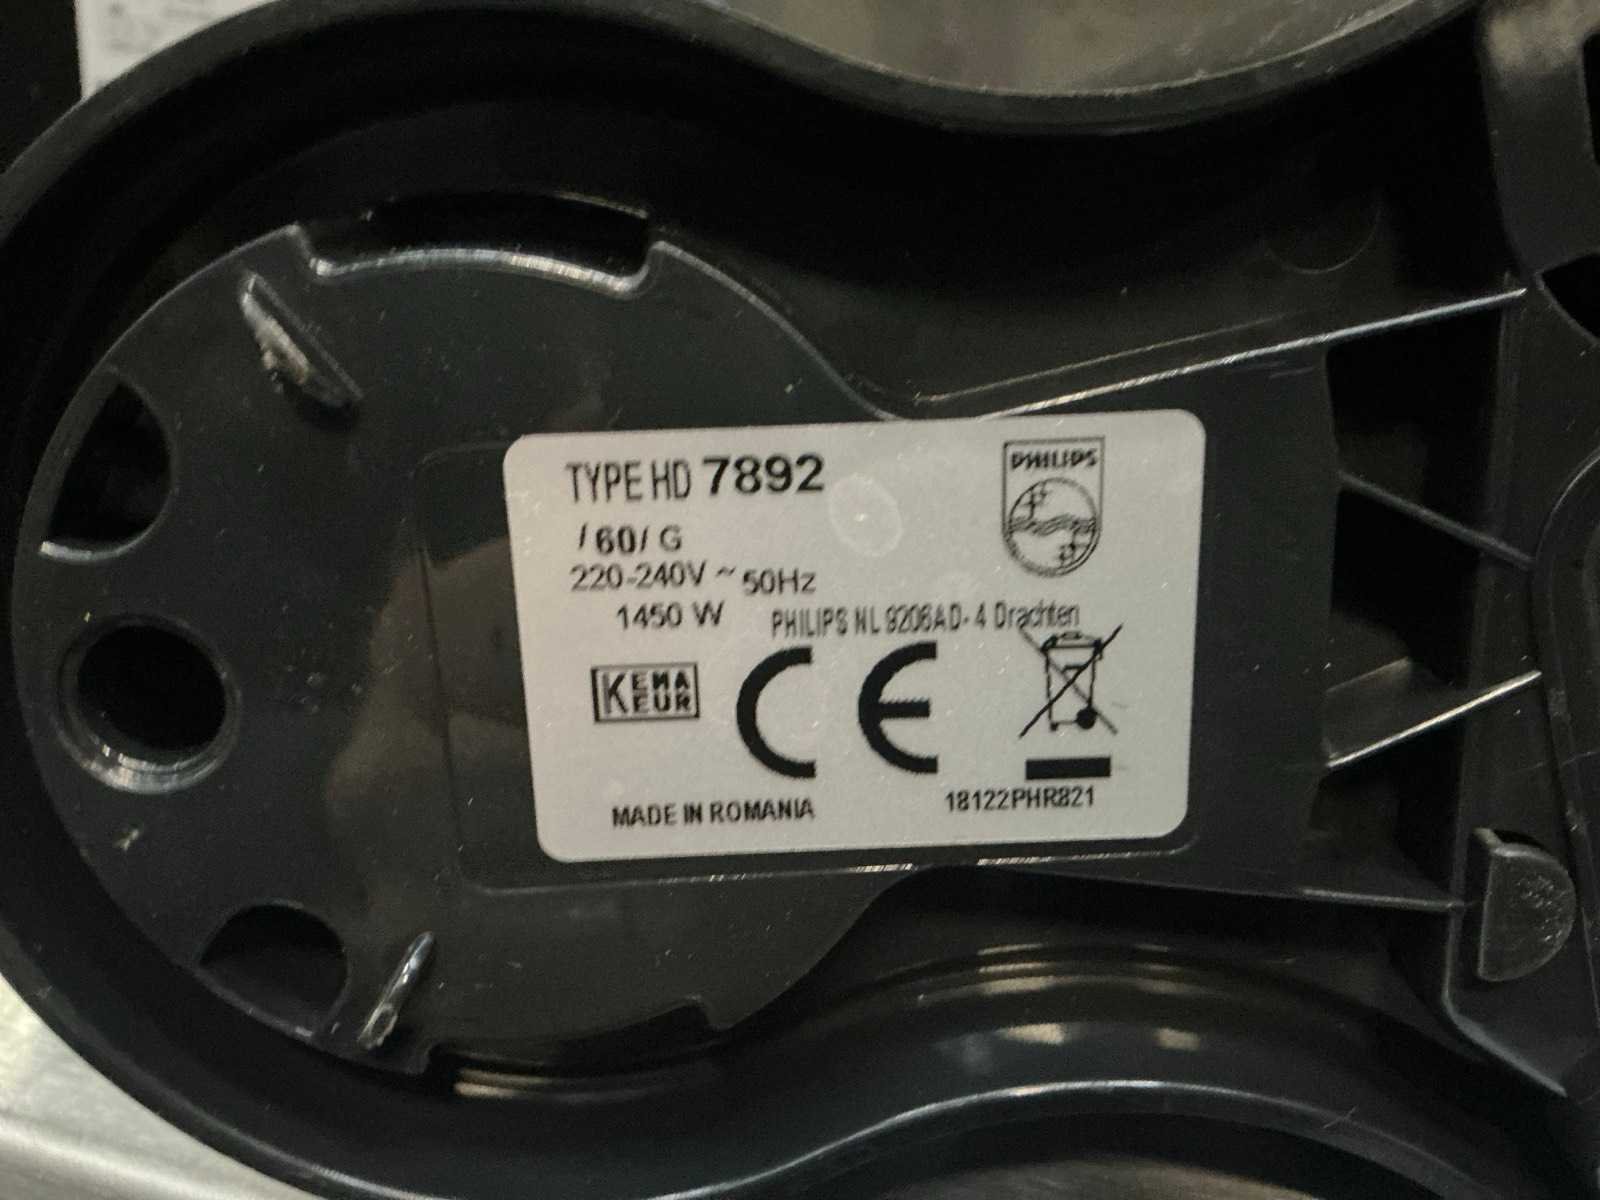 TYPE HD 7892
PHILIPS
/60/ G
220-240V ~ 50Hz
1450 W
PHILIPS NL 9206AD-4 Drachten
KEMA
EUR
CE
MADE IN ROMANIA
18122PHR821